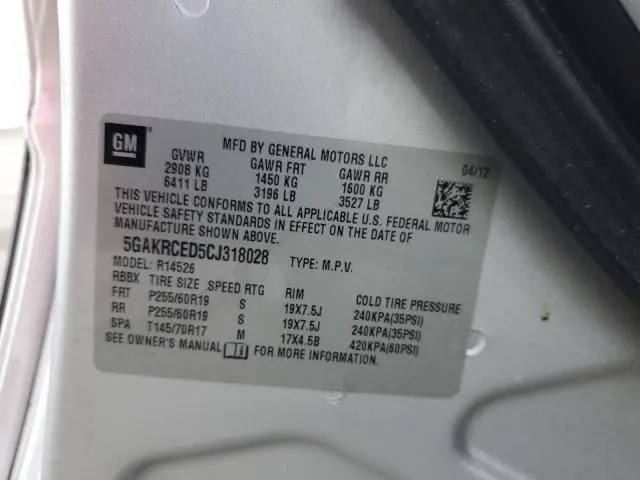 GM ®
MFD BY GENERAL MOTORS LLC
04/12
GVWR GAWR FRT GAWR RR
2908 KG 1450 KG 1600 KG
6411 LB 3196 LB 3527 LB
THIS VEHICLE CONFORMS TO ALL APPLICABLE U.S. FEDERAL MOTOR
VEHICLE SAFETY STANDARDS IN EFFECT ON THE DATE OF
MANUFACTURE SHOWN ABOVE.
5GAKRCED5CJ318028 TYPE: M.P.V.
MODEL: R14526
RBBX TIRE SIZE SPEED RTG RIM COLD TIRE PRESSURE
FRT P255/60R19 S 19X7.5J 240KPA(35PSI)
RR P255/60R19 S 19X7.5J 240KPA(35PSI)
SPA T145/70R17 M 17X4.5B 420KPA(60PSI)
SEE OWNER'S MANUAL FOR MORE INFORMATION.